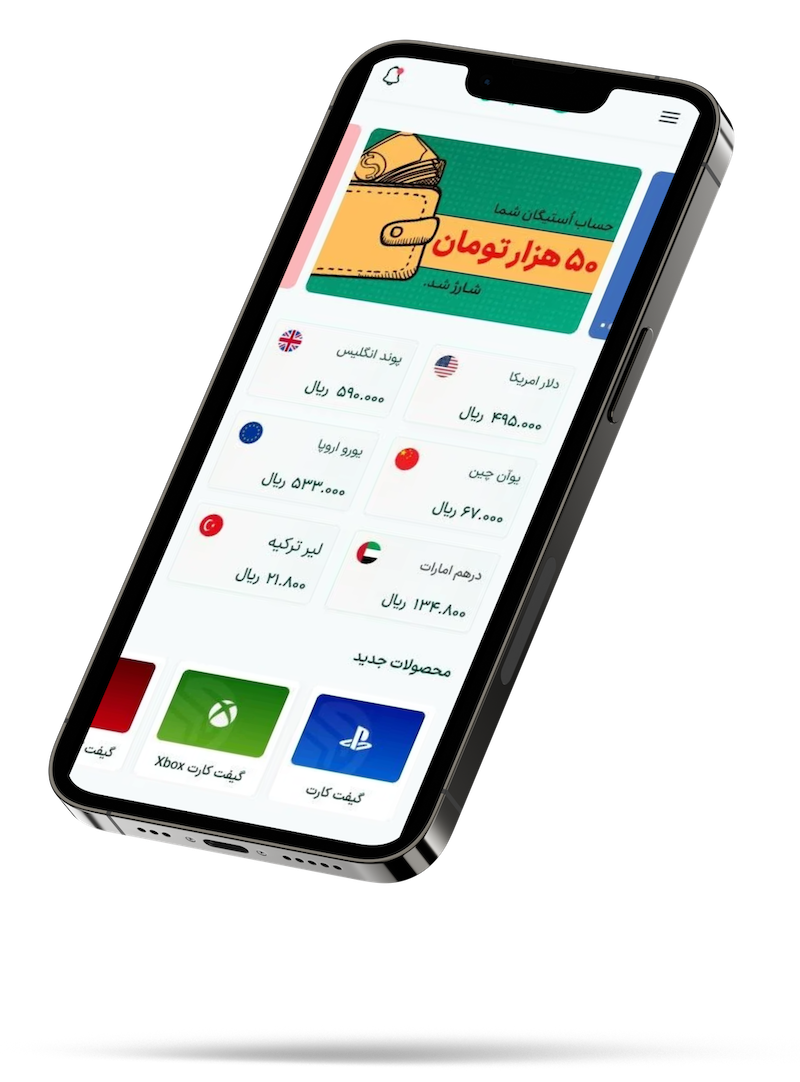 حساب اُستیگان شما
۵۰ هزار تومان
شارژ شد.
دلار امریکا
۴۹۵.۰۰۰ ریال
پوند انگلیس
۵۹۰.۰۰۰ ریال
یوآن چین
۶۷.۰۰۰ ریال
یورو اروپا
۵۳۳.۰۰۰ ریال
درهم امارات
۱۳۴.۸۰۰ ریال
لیر ترکیه
۲۱.۸۰۰ ریال
محصولات جدید
گیفت کارت
گیفت کارت Xbox
گیفت